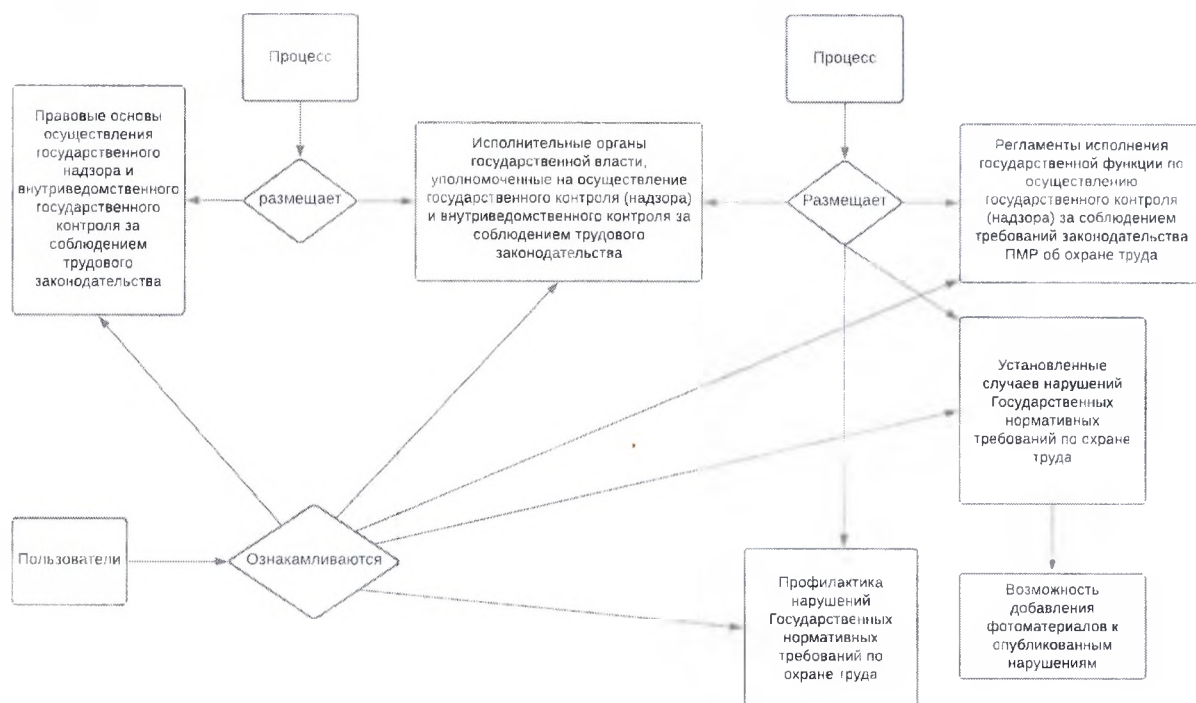 Процесс
Процесс
Правовые основы
осуществления
государственного
надзора и
внутриведомственного
государственного
контроля за
соблюдением
трудового
законодательства
размещает
Исполнительные органы
государственной власти,
уполномоченные на осуществление
государственного контроля (надзора)
и внутриведомственного контроля за
соблюдением трудового
законодательства
Размещает
Регламенты исполнения
государственной функции по
осуществлению
государственного контроля
(надзора) за соблюдением
требований законодательства
ПМР об охране труда
Установленные
случаев нарушений
Государственных
нормативных
требований по охране
труда
Пользователи
Ознакамливаются
Профилактика
нарушений
Государственных
нормативных
требований по
охране труда
Возможность
добавления
фотоматериалов к
опубликованным
нарушениям